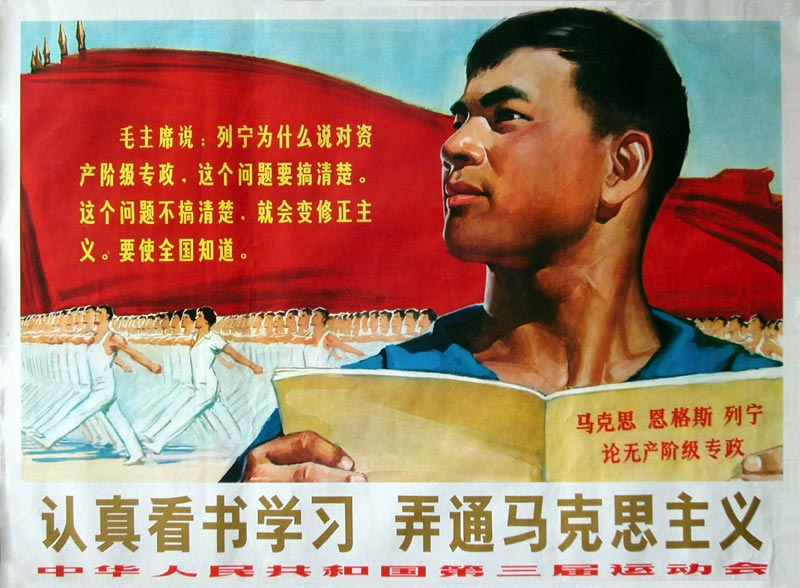 毛主席说：列宁为什么说对资
产阶级专政，这个问题要搞清楚。
这个问题不搞清楚，就会变修正主
义。要使全国知道。
马克思 恩格斯 列宁
论无产阶级专政
认真看书学习 弄通马克思主义
中华人民共和国第三届运动会